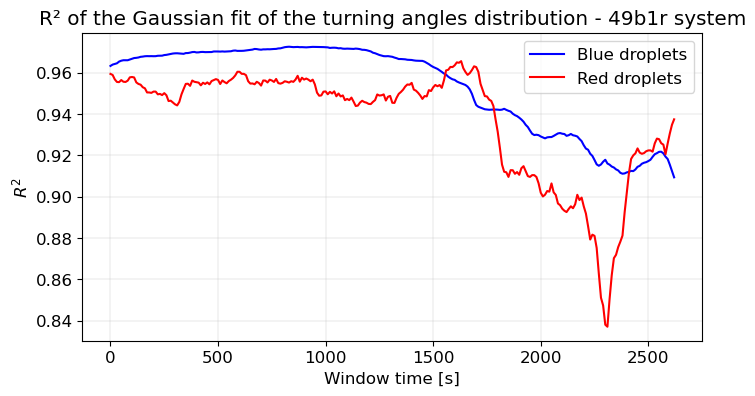 R² of the Gaussian fit of the turning angles distribution - 49b1r system
Blue droplets
Red droplets
0.96
0.94
0.92
0.90
0.88
0.86
0.84
R²
0 500 1000 1500 2000 2500
Window time [s]